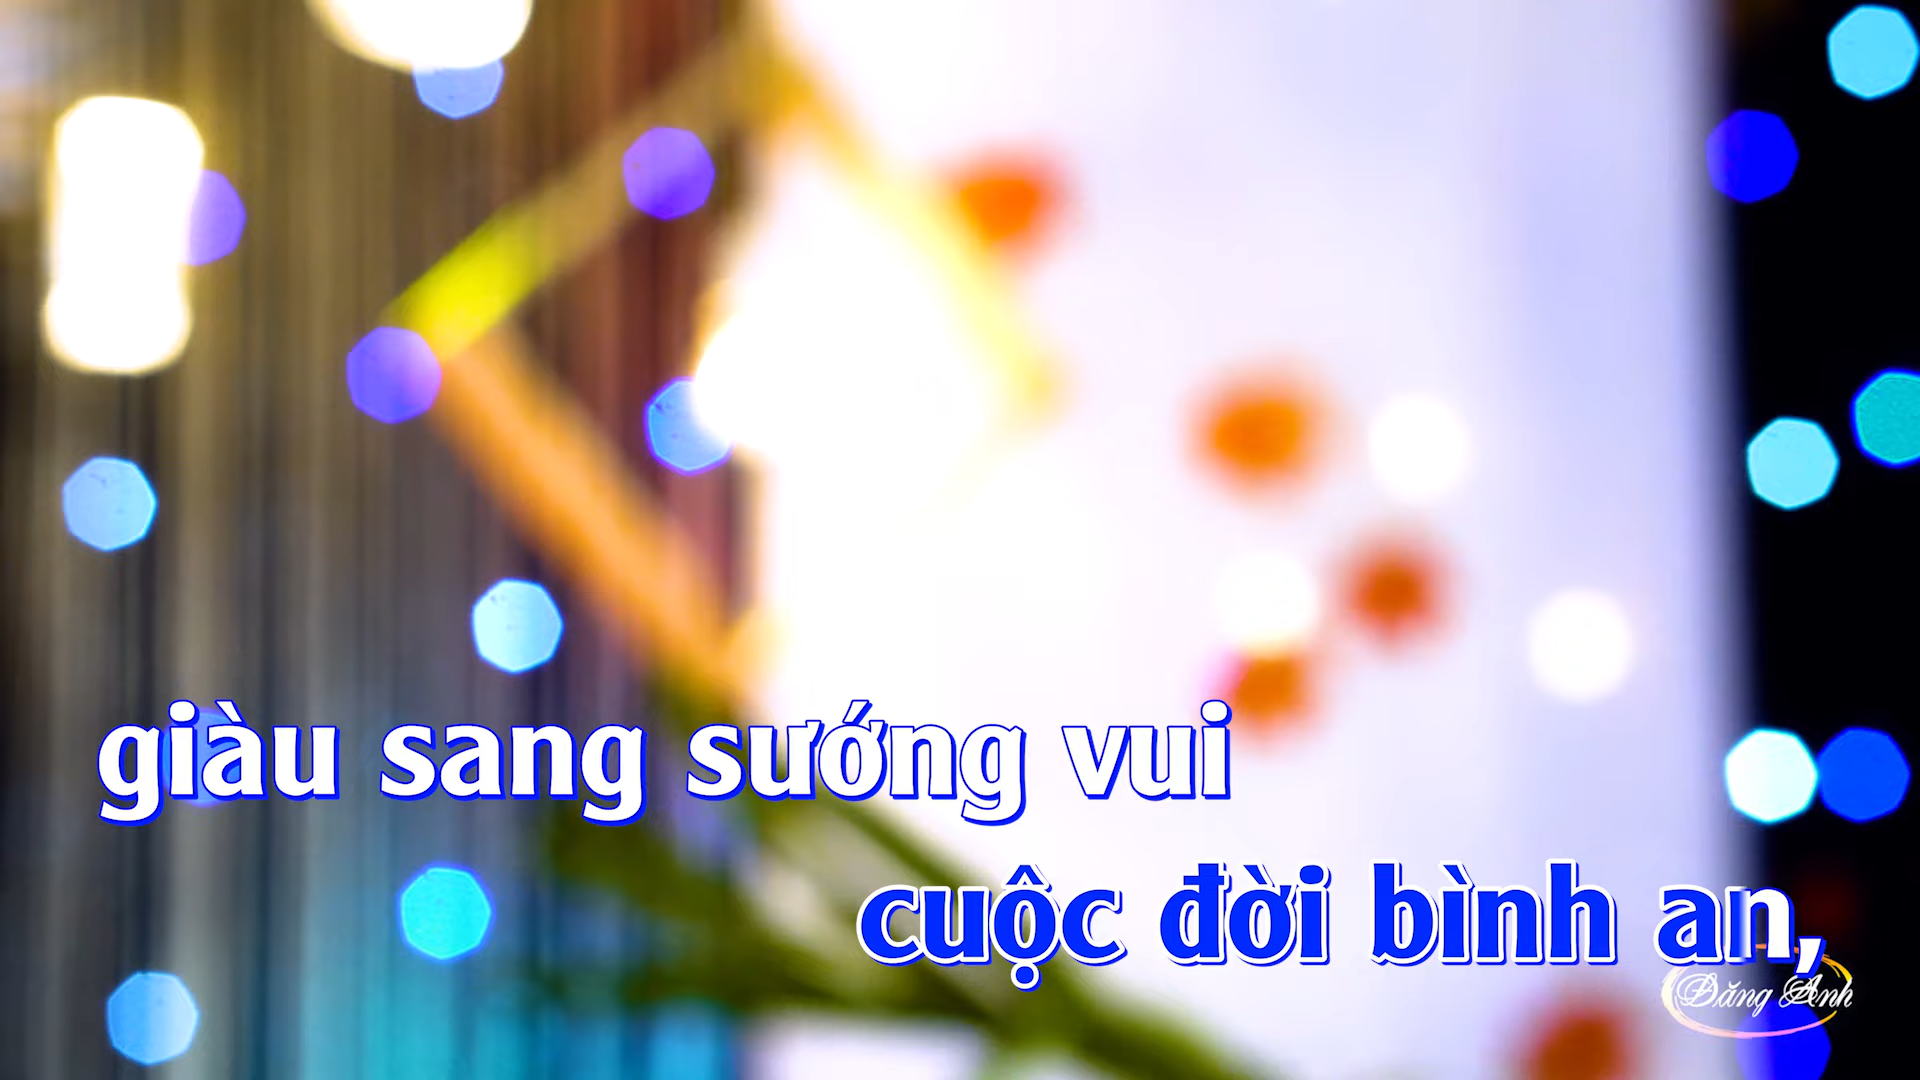 giàu sang sướng vui
cuộc đời bình an,
Đăng Anh